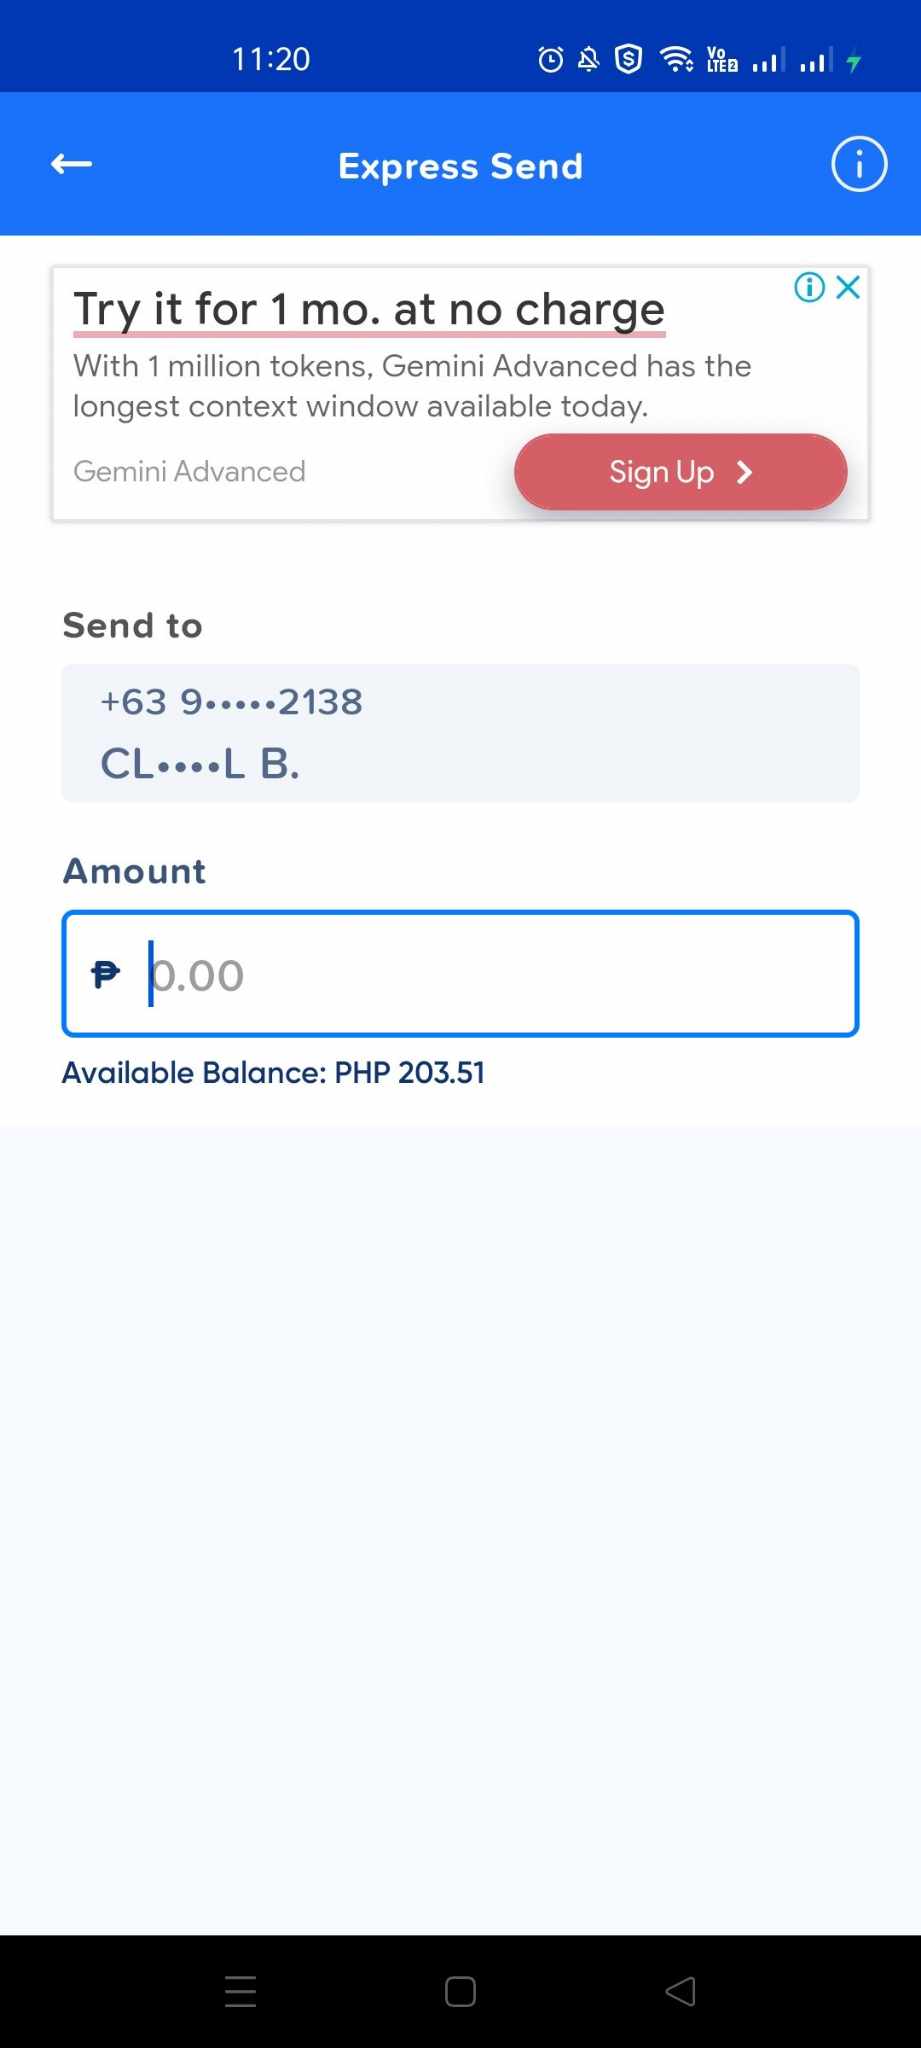 11:20
Vo
LTE2
Express Send
Try it for 1 mo. at no charge
With 1 million tokens, Gemini Advanced has the
longest context window available today.
Gemini Advanced
Sign Up
Send to
+63 9•••••2138
CL••••L B.
Amount
₱ 0.00
Available Balance: PHP 203.51